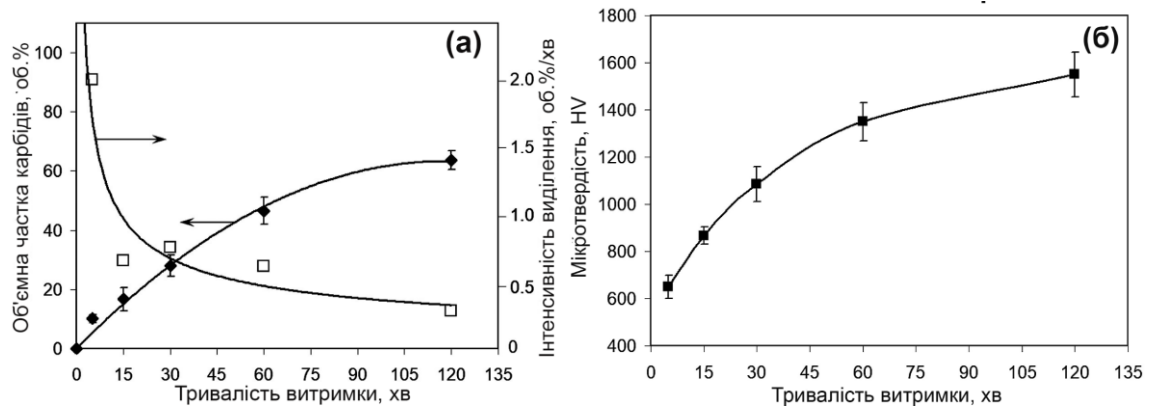 (а)
Об'ємна частка карбідів, об.%
100
80
60
40
20
0
2.0
1.5
1.0
0.5
0
Інтенсивність виділення, об.%/хв
0 15 30 45 60 75 90 105 120 135
Тривалість витримки, хв
(б)
Мікротвердість, HV
1800
1600
1400
1200
1000
800
600
400
0 15 30 45 60 75 90 105 120 135
Тривалість витримки, хв